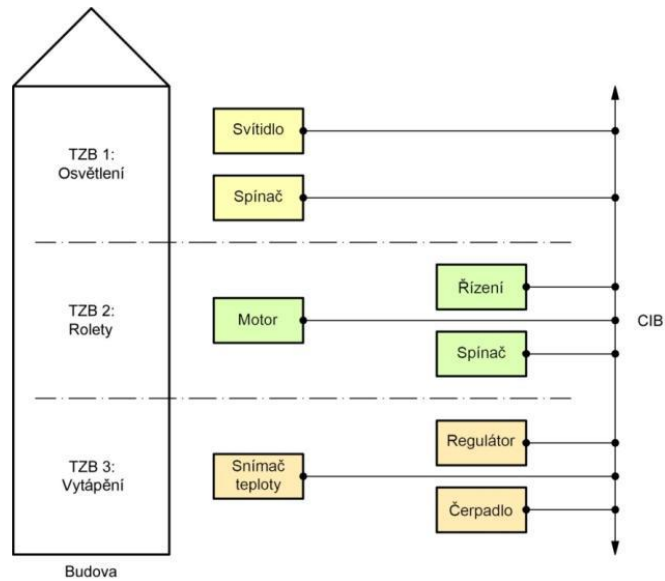 TZB 1:
Osvětlení
Svítidlo
Spínač
TZB 2:
Rolety
Motor
Řízení
Spínač
CIB
TZB 3:
Vytápění
Snímač
teploty
Regulátor
Čerpadlo
Budova